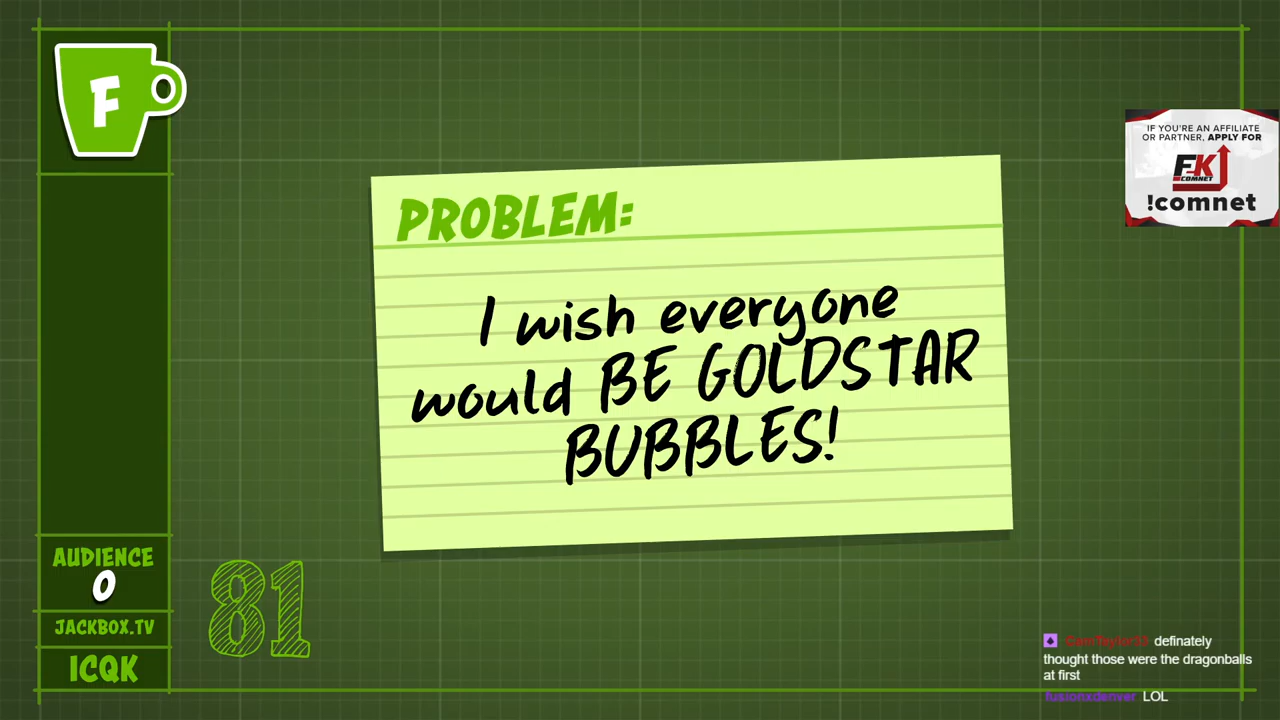 F
PROBLEM:
I wish everyone
would BE GOLDSTAR
BUBBLES!
IF YOU'RE AN AFFILIATE
OR PARTNER, APPLY FOR
COMNET
!comnet
AUDIENCE
0
JACKBOX.TV
ICQK
81
definately
thought those were the dragonballs
at first
fusionxdenver LOL